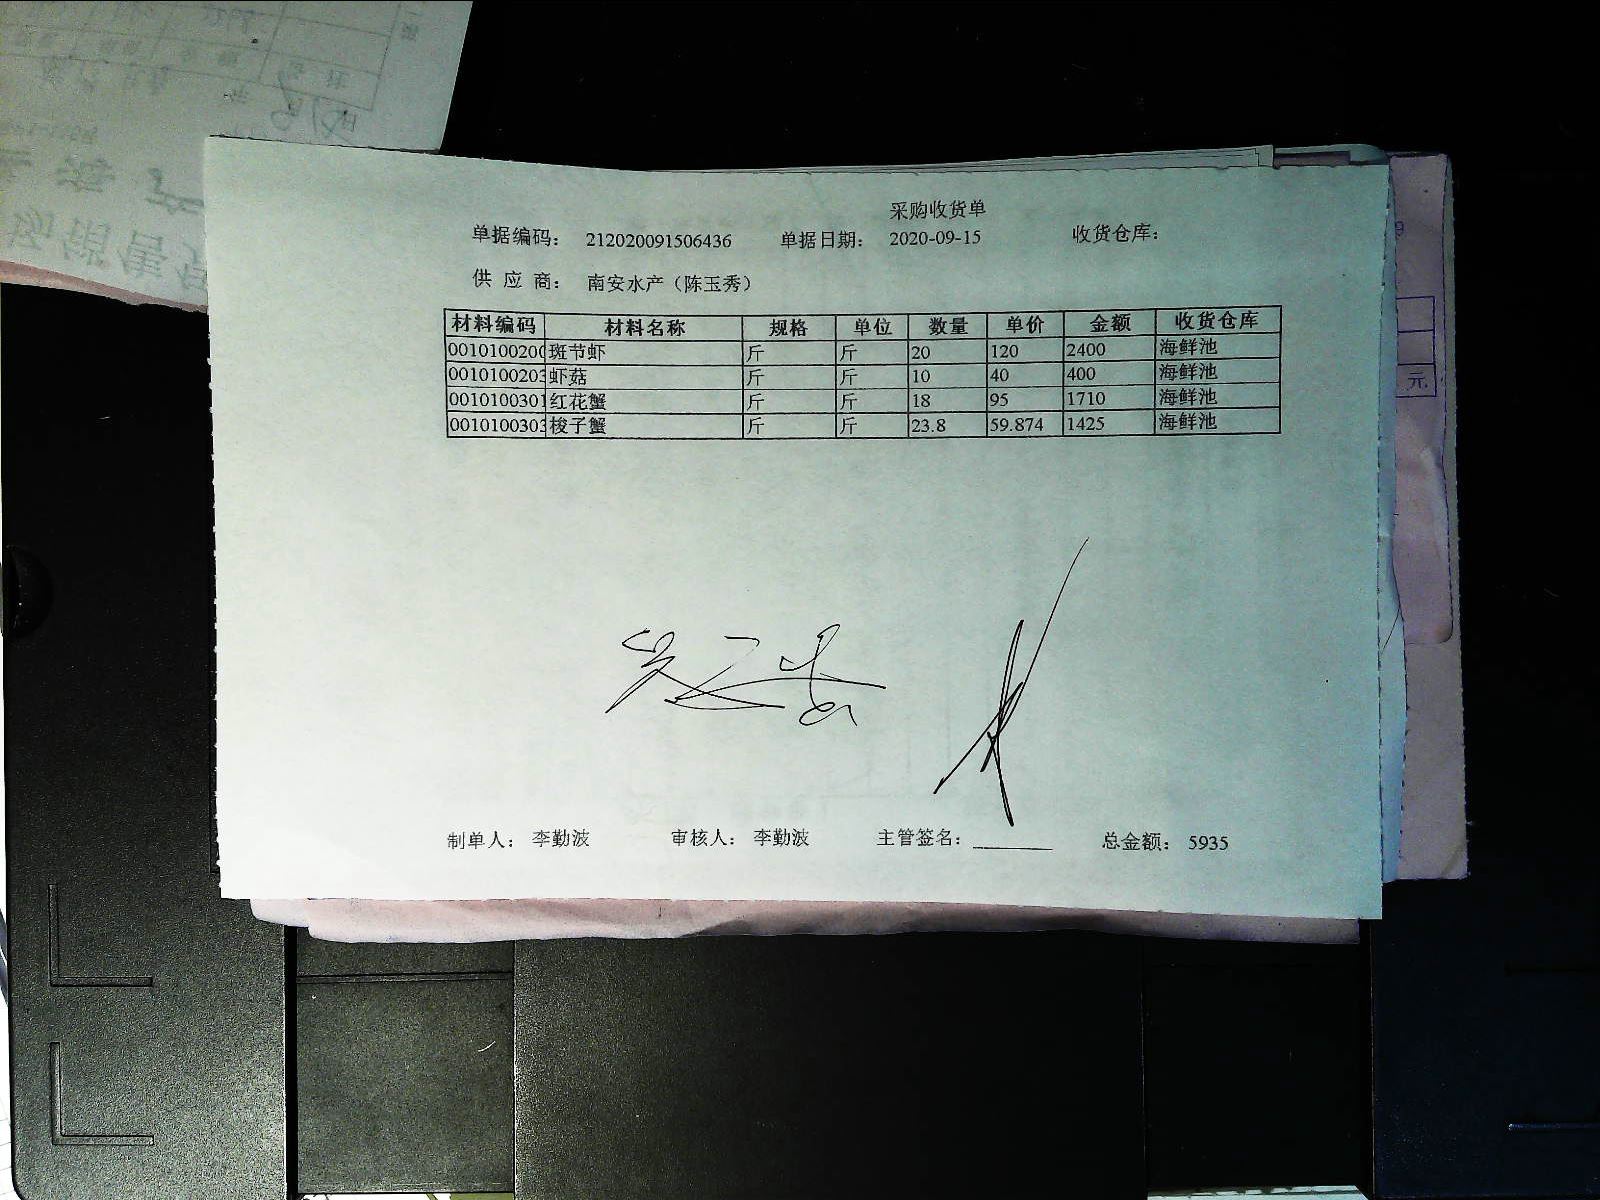 采购收货单
单据编码： 212020091506436 单据日期： 2020-09-15 收货仓库：
供 应 商： 南安水产（陈玉秀）
材料编码 材料名称 规格 单位 数量 单价 金额 收货仓库
001010020 斑节虾 斤 斤 20 120 2400 海鲜池
001010020 虾菇 斤 斤 10 40 400 海鲜池
0010100301 红花蟹 斤 斤 18 95 1710 海鲜池
001010030 梭子蟹 斤 斤 23.8 59.874 1425 海鲜池
制单人： 李勤波 审核人： 李勤波 主管签名： 总金额： 5935
元